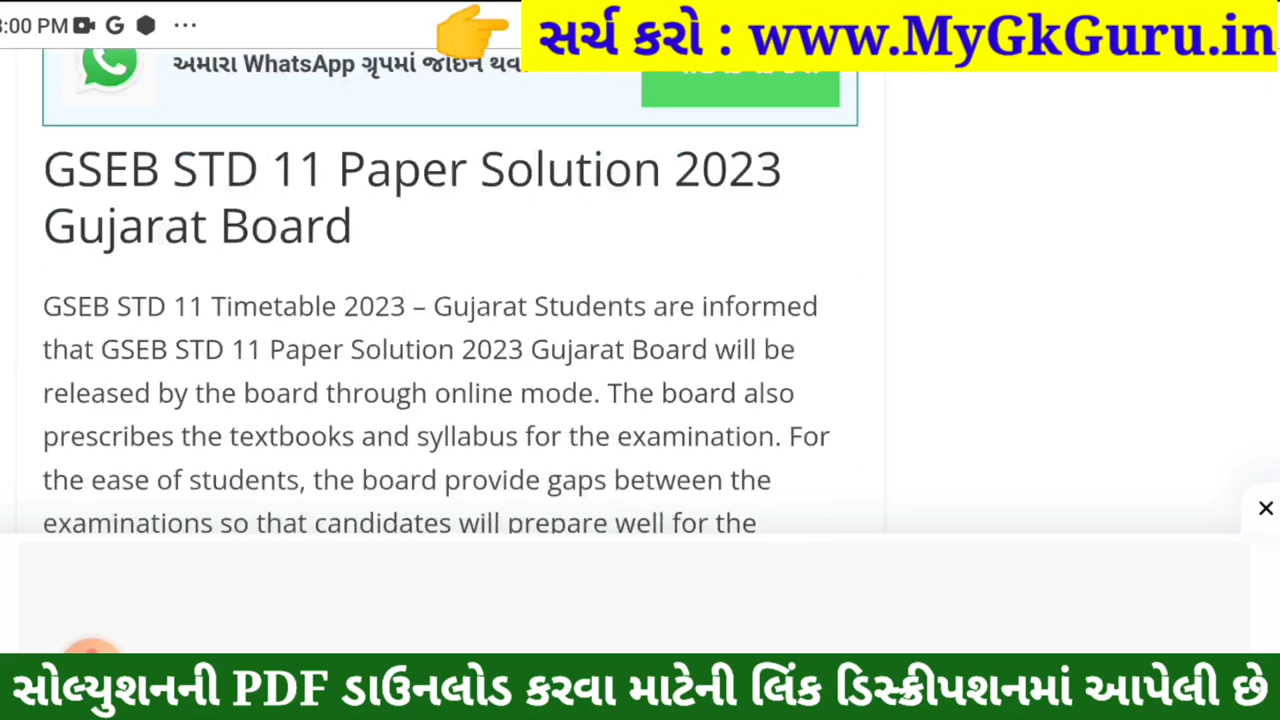 :00 PM
સર્ચ કરો : www.MyGkGuru.in
અમારા WhatsApp ગ્રૂપમાં જોઇન
GSEB STD 11 Paper Solution 2023
Gujarat Board
GSEB STD 11 Timetable 2023 – Gujarat Students are informed
that GSEB STD 11 Paper Solution 2023 Gujarat Board will be
released by the board through online mode. The board also
prescribes the textbooks and syllabus for the examination. For
the ease of students, the board provide gaps between the
examinations so that candidates will prepare well for the
સોલ્યુશનની PDF ડાઉનલોડ કરવા માટેની લિંક ડિસ્ક્રીપશનમાં આપેલી છે